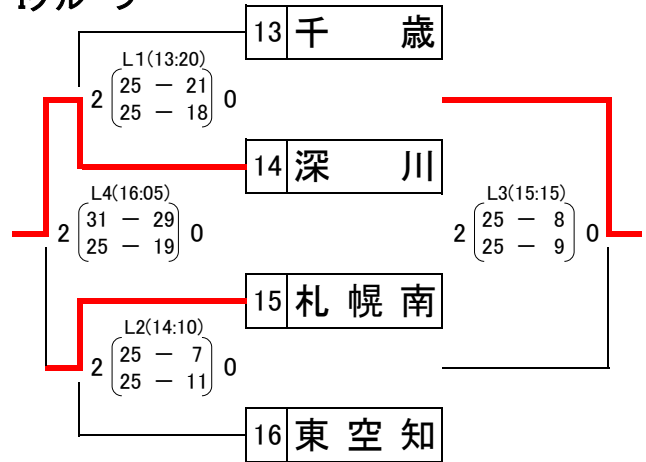 13 千 歳
L1(13:20)
2 25 － 21 0
25 － 18
14 深 川
L4(16:05)
2 31 － 29 0
25 － 19
L3(15:15)
2 25 － 8 0
25 － 9
15 札 幌 南
L2(14:10)
2 25 － 7 0
25 － 11
16 東 空 知